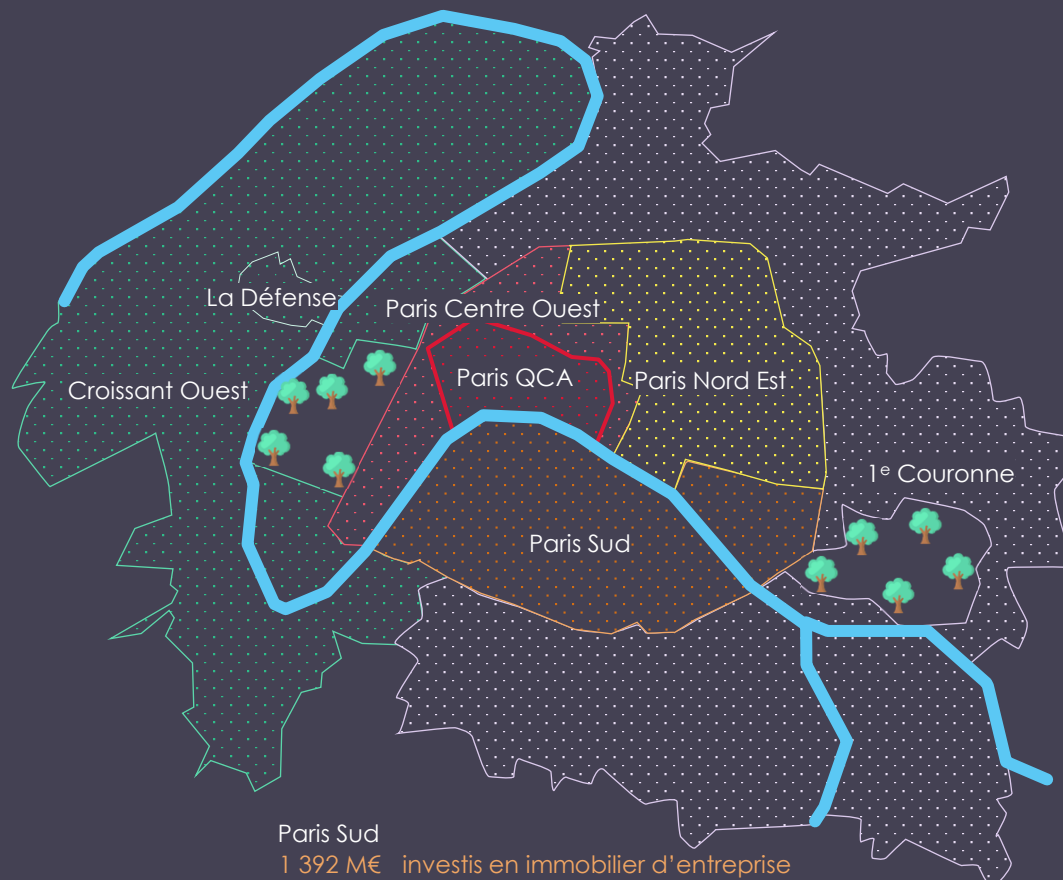 La Défense
Paris Centre Ouest
Croissant Ouest
Paris QCA
Paris Nord Est
1e Couronne
Paris Sud
Paris Sud
1 392 M€ investis en immobilier d’entreprise